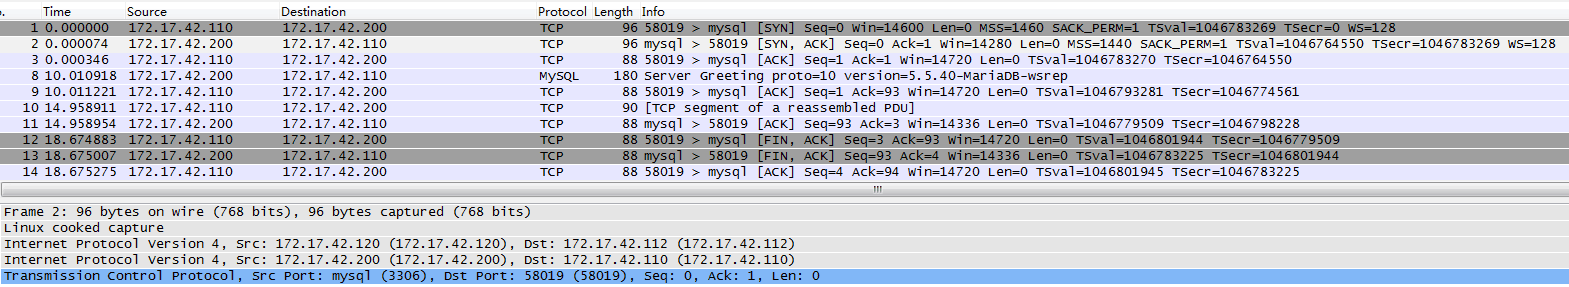 o. Time Source Destination Protocol Length Info
1 0.000000 172.17.42.110 172.17.42.200 TCP 96 58019 > mysql [SYN] Seq=0 Win=14600 Len=0 MSS=1460 SACK_PERM=1 TSval=1046783269 TSecr=0 WS=128
2 0.000074 172.17.42.200 172.17.42.110 TCP 96 mysql > 58019 [SYN, ACK] Seq=0 Ack=1 Win=14280 Len=0 MSS=1440 SACK_PERM=1 TSval=1046764550 TSecr=1046783269 WS=128
3 0.000346 172.17.42.110 172.17.42.200 TCP 88 58019 > mysql [ACK] Seq=1 Ack=1 Win=14720 Len=0 TSval=1046783270 TSecr=1046764550
8 10.010918 172.17.42.200 172.17.42.110 MySQL 180 Server Greeting proto=10 version=5.5.40-MariaDB-wsrep
9 10.011221 172.17.42.110 172.17.42.200 TCP 88 58019 > mysql [ACK] Seq=1 Ack=93 Win=14720 Len=0 TSval=1046793281 TSecr=1046774561
10 14.958911 172.17.42.110 172.17.42.200 TCP 90 [TCP segment of a reassembled PDU]
11 14.958954 172.17.42.200 172.17.42.110 TCP 88 mysql > 58019 [ACK] Seq=93 Ack=3 Win=14336 Len=0 TSval=1046779509 TSecr=1046798228
12 18.674883 172.17.42.110 172.17.42.200 TCP 88 58019 > mysql [FIN, ACK] Seq=3 Ack=93 Win=14720 Len=0 TSval=1046801944 TSecr=1046779509
13 18.675007 172.17.42.200 172.17.42.110 TCP 88 mysql > 58019 [FIN, ACK] Seq=93 Ack=4 Win=14336 Len=0 TSval=1046783225 TSecr=1046801944
14 18.675275 172.17.42.110 172.17.42.200 TCP 88 58019 > mysql [ACK] Seq=4 Ack=94 Win=14720 Len=0 TSval=1046801945 TSecr=1046783225
Frame 2: 96 bytes on wire (768 bits), 96 bytes captured (768 bits)
Linux cooked capture
Internet Protocol Version 4, Src: 172.17.42.120 (172.17.42.120), Dst: 172.17.42.112 (172.17.42.112)
Internet Protocol Version 4, Src: 172.17.42.200 (172.17.42.200), Dst: 172.17.42.110 (172.17.42.110)
Transmission Control Protocol, Src Port: mysql (3306), Dst Port: 58019 (58019), Seq: 0, Ack: 1, Len: 0